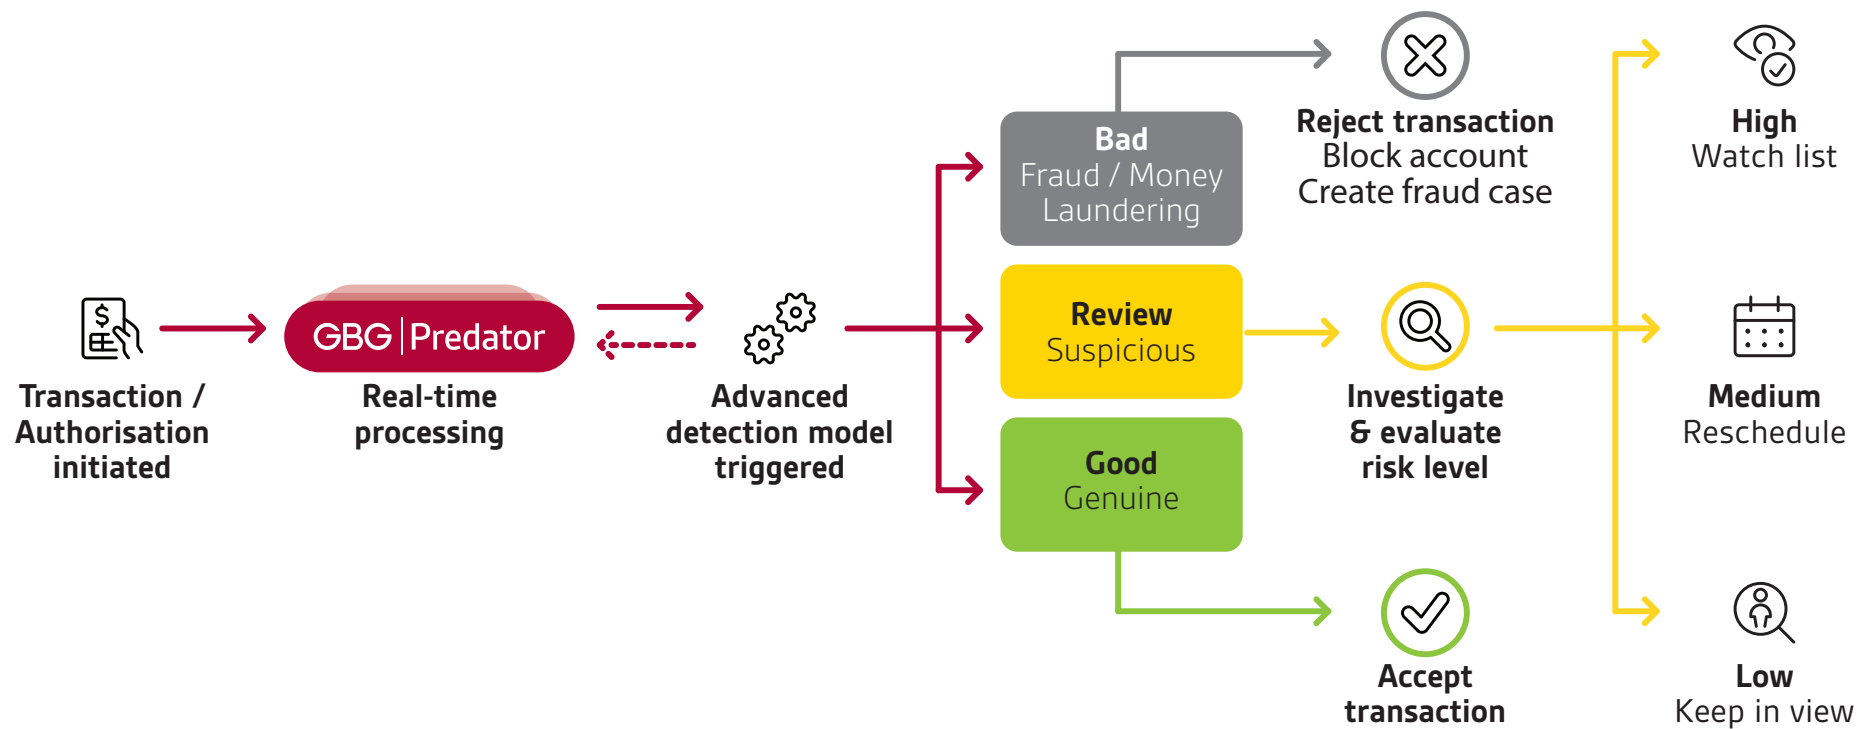 Transaction /
Authorisation
initiated
GBG | Predator
Real-time
processing
Advanced
detection model
triggered
Bad
Fraud / Money
Laundering
Review
Suspicious
Good
Genuine
Reject transaction
Block account
Create fraud case
Investigate
& evaluate
risk level
Accept
transaction
High
Watch list
Medium
Reschedule
Low
Keep in view